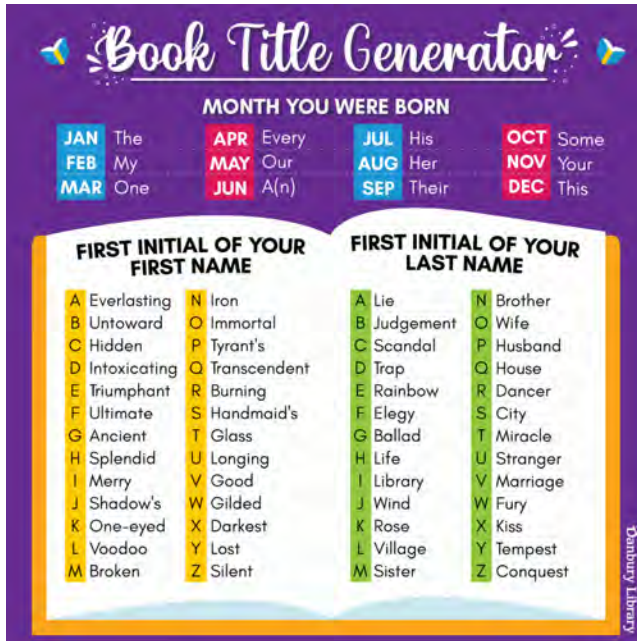 Book Title Generator
MONTH YOU WERE BORN
JAN The APR Every JUL His OCT Some
FEB My MAY Our AUG Her NOV Your
MAR One JUN A(n) SEP Their DEC This
FIRST INITIAL OF YOUR
FIRST NAME
A Everlasting N Iron
B Untoward O Immortal
C Hidden P Tyrant's
D Intoxicating Q Transcendent
E Triumphant R Burning
F Ultimate S Handmaid's
G Ancient T Glass
H Splendid U Longing
I Merry V Good
J Shadow's W Gilded
K One-eyed X Darkest
L Voodoo Y Lost
M Broken Z Silent
FIRST INITIAL OF YOUR
LAST NAME
A Lie N Brother
B Judgement O Wife
C Scandal P Husband
D Trap Q House
E Rainbow R Dancer
F Elegy S City
G Ballad T Miracle
H Life U Stranger
I Library V Marriage
J Wind W Fury
K Rose X Kiss
L Village Y Tempest
M Sister Z Conquest
Danbury Library